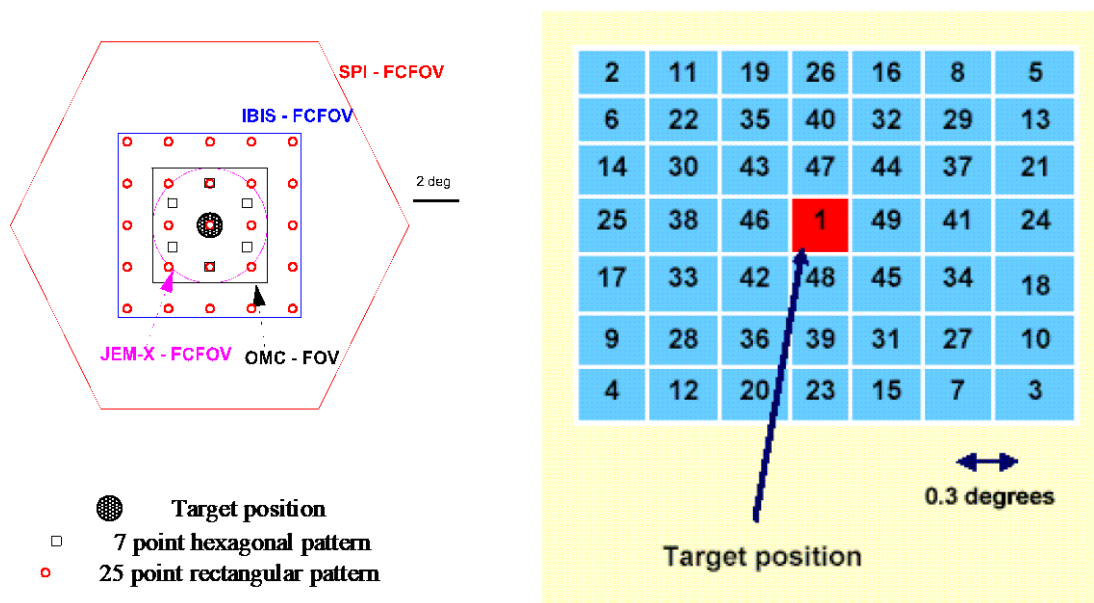 SPI - FCFOV
IBIS - FCFOV
2 deg
JEM-X - FCFOV
OMC - FOV
Target position
7 point hexagonal pattern
25 point rectangular pattern
2 11 19 26 16 8 5
6 22 35 40 32 29 13
14 30 43 47 44 37 21
25 38 46 1 49 41 24
17 33 42 48 45 34 18
9 28 36 39 31 27 10
4 12 20 23 15 7 3
0.3 degrees
Target position